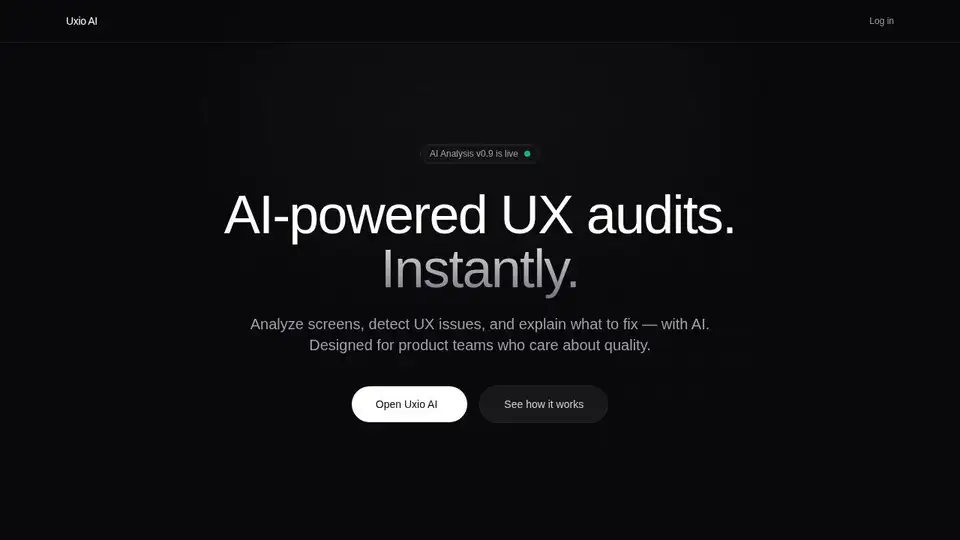 Uxio AI
Log in
AI Analysis v0.9 is live
AI-powered UX audits.
Instantly.
Analyze screens, detect UX issues, and explain what to fix — with AI.
Designed for product teams who care about quality.
Open Uxio AI
See how it works